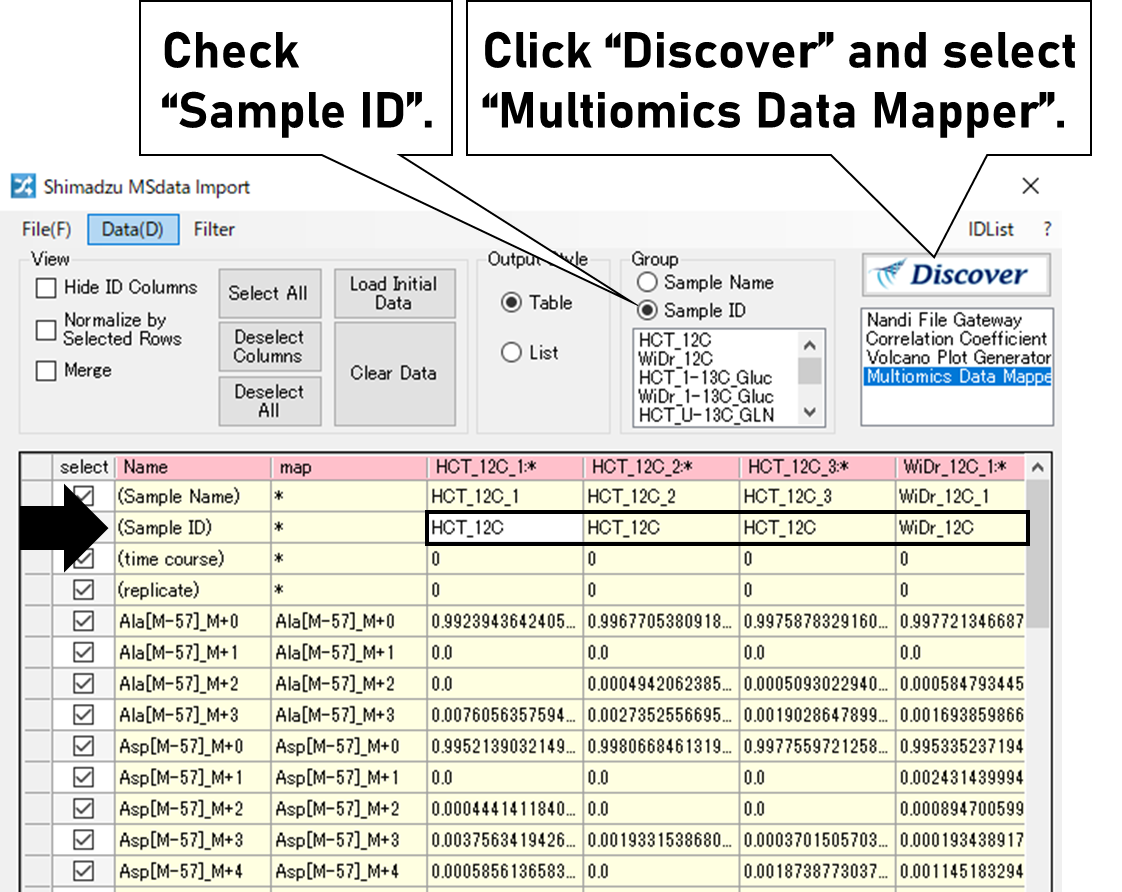 Check
“Sample ID”.
Click “Discover” and select
“Multiomics Data Mapper”.
Shimadzu MSdata Import
File(F) Data(D) Filter IDList ?
View
Hide ID Columns
Normalize by
Selected Rows
Merge
Select All
Deselect
Columns
Deselect
All
Load Initial
Data
Clear Data
Output Style
Table
List
Group
Sample Name
Sample ID
HCT_12C
WiDr_12C
HCT_1-13C_Gluc
WiDr_1-13C_Gluc
HCT_U-13C_GLN
Discover
Nandi File Gateway
Correlation Coefficient
Volcano Plot Generator
Multiomics Data Mappe
select Name map HCT_12C_1:* HCT_12C_2:* HCT_12C_3:* WiDr_12C_1:*
(Sample Name) * HCT_12C_1 HCT_12C_2 HCT_12C_3 WiDr_12C_1
(Sample ID) * HCT_12C HCT_12C HCT_12C WiDr_12C
(time course) * 0 0 0 0
(replicate) * 0 0 0 0
Ala[M-57]_M+0 Ala[M-57]_M+0 0.9923943642405... 0.9967705380918... 0.9975878329160... 0.997721346687
Ala[M-57]_M+1 Ala[M-57]_M+1 0.0 0.0 0.0 0.0
Ala[M-57]_M+2 Ala[M-57]_M+2 0.0 0.0004942062385... 0.0005093022940... 0.000584793445
Ala[M-57]_M+3 Ala[M-57]_M+3 0.0076056357594... 0.0027352556695... 0.0019028647899... 0.001693859866
Asp[M-57]_M+0 Asp[M-57]_M+0 0.9952139032149... 0.9980668461319... 0.9977559721258... 0.995335237194
Asp[M-57]_M+1 Asp[M-57]_M+1 0.0 0.0 0.0 0.002431439994
Asp[M-57]_M+2 Asp[M-57]_M+2 0.0004441411840... 0.0 0.0 0.000894700599
Asp[M-57]_M+3 Asp[M-57]_M+3 0.00375634194​26... 0.00193315386​80... 0.0003701505703... 0.000193438917
Asp[M-57]_M+4 Asp[M-57]_M+4 0.0005856136583... 0.0 0.0018738773037... 0.001145183294